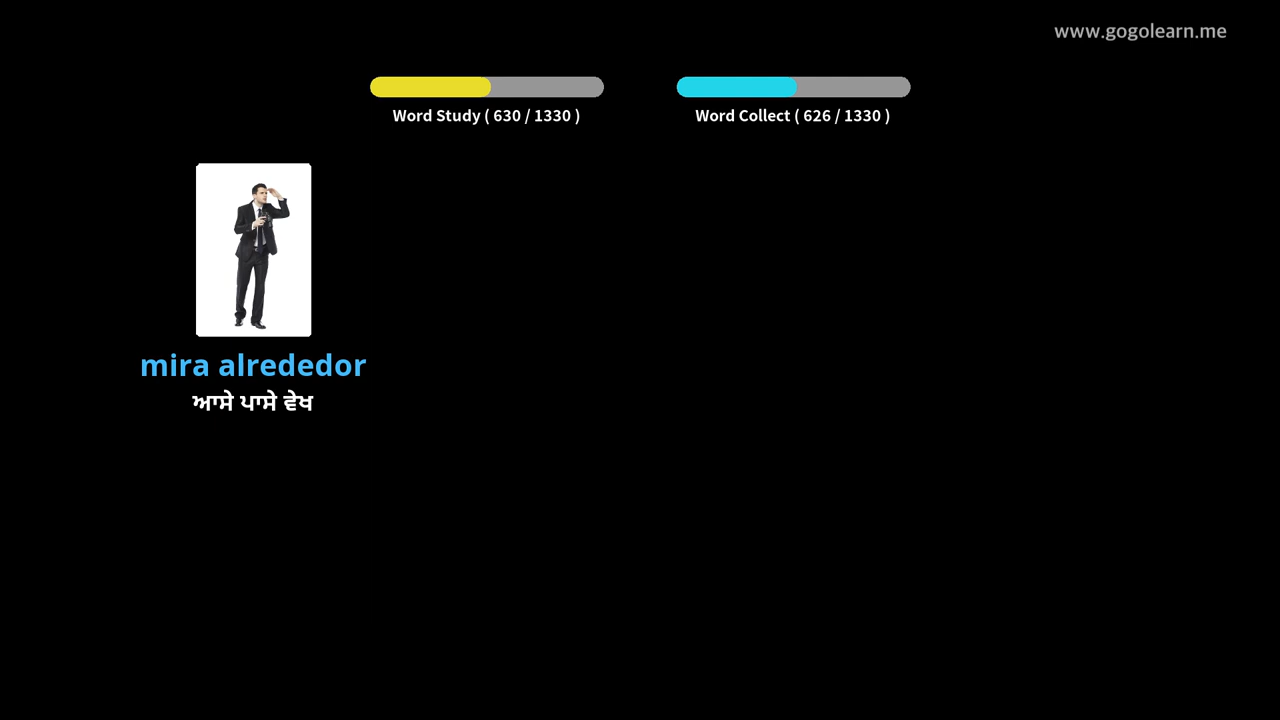 www.gogolearn.me
Word Study ( 630 / 1330 )
Word Collect ( 626 / 1330 )
mira alrededor
ਆਸੇ ਪਾਸੇ ਵੇਖ